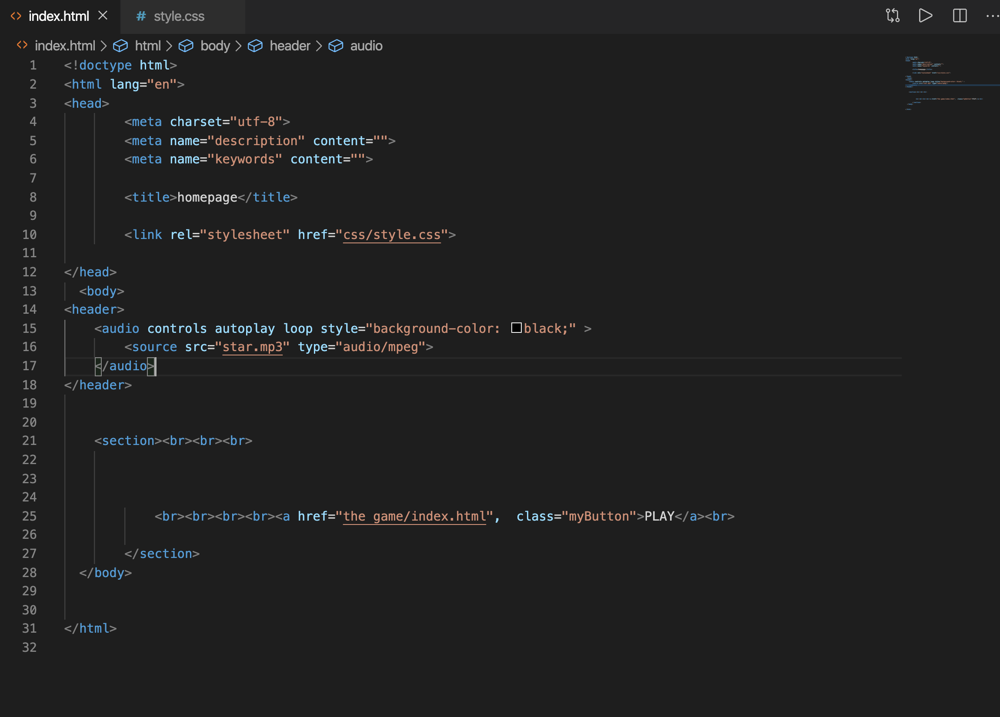 index.html
# style.css
index.html > html > body > header > audio
1 <!doctype html>
2 <html lang="en">
3 <head>
4 <meta charset="utf-8">
5 <meta name="description" content="">
6 <meta name="keywords" content="">
7
8 <title>homepage</title>
9
10 <link rel="stylesheet" href="css/style.css">
11
12 </head>
13 <body>
14 <header>
15 <audio controls autoplay loop style="background-color: black;" >
16 <source src="star.mp3" type="audio/mpeg">
17 </audio>
18 </header>
19
20
21 <section><br><br><br>
22
23
24
25 <br><br><br><br><a href="the game/index.html",  class="myButton">PLAY</a><br>
26
27 </section>
28 </body>
29
30
31 </html>
32